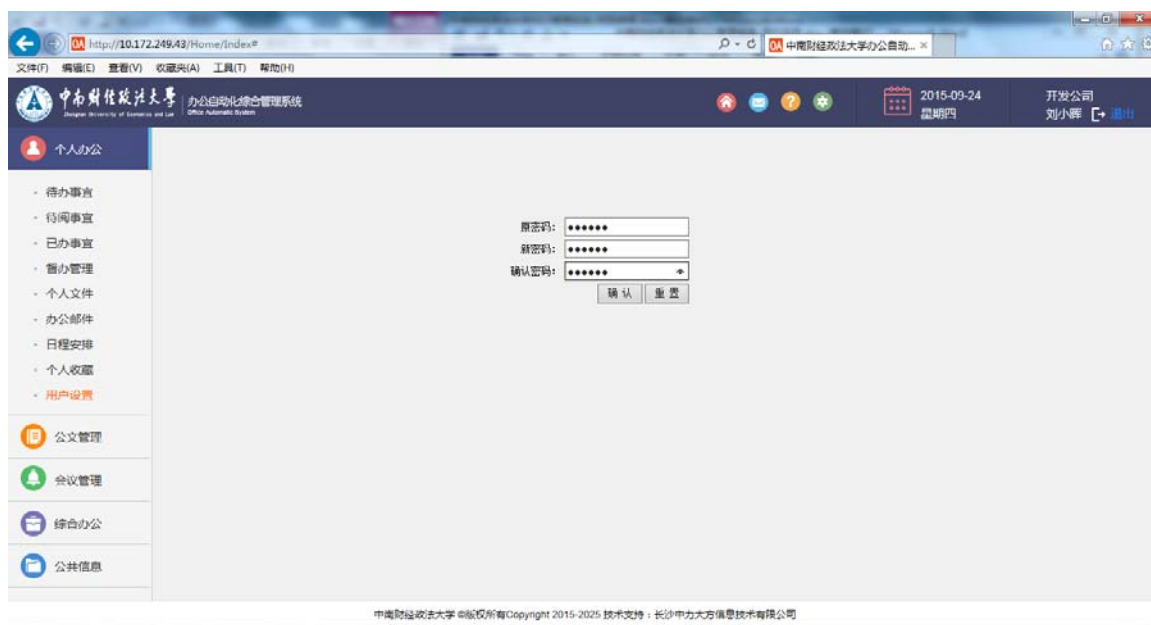 http://10.172.249.43/Home/Index#
中南财经政法大学办公自动... ×
文件(F) 编辑(E) 查看(V) 收藏夹(A) 工具(T) 帮助(H)
中南财经政法大学 办公自动化综合管理系统
Zhongnan University of Economics and Law Office Automatic System
2015-09-24
星期四
开发公司
刘小晖 退出
个人办公
待办事宜
待阅事宜
已办事宜
督办管理
个人文件
办公邮件
日程安排
个人收藏
用户设置
公文管理
会议管理
综合办公
公共信息
原密码:
新密码:
确认密码:
确 认 重 置
中南财经政法大学 ©版权所有Copyright 2015-2025 技术支持:长沙中力大方信息技术有限公司